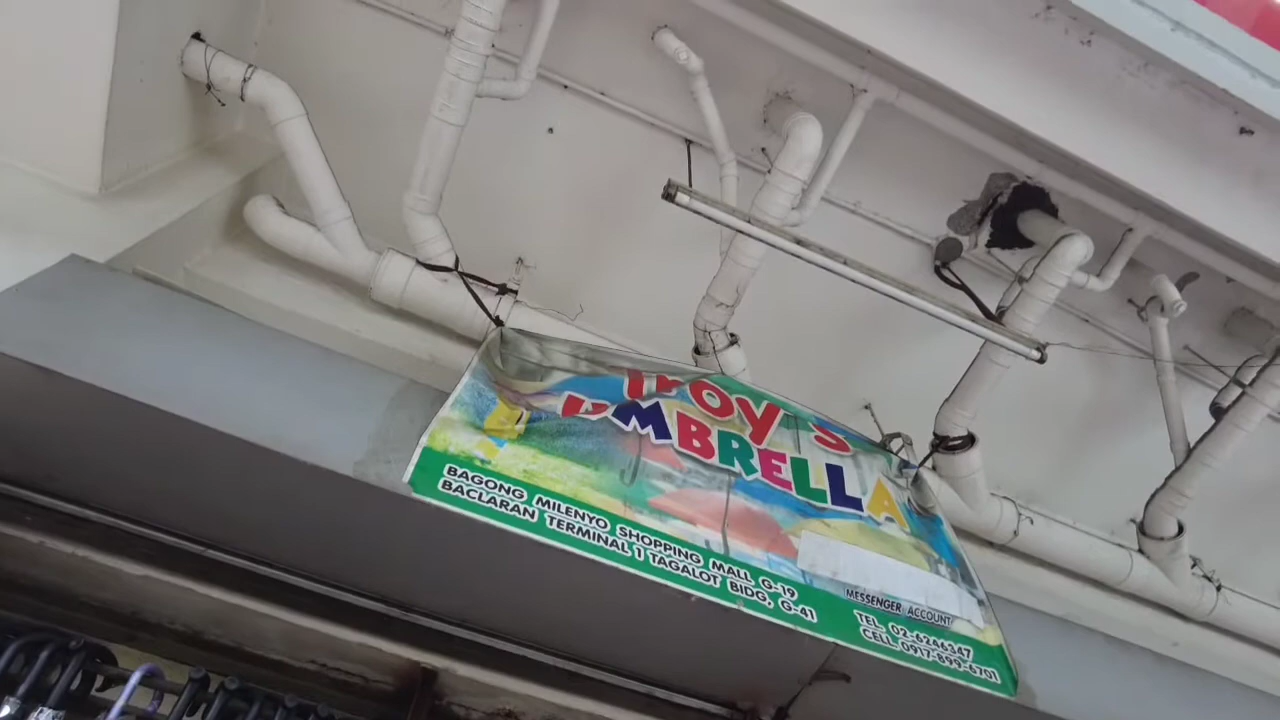 Troy's
UMBRELLA
BAGONG MILENYO SHOPPING MALL G-19
BACLARAN TERMINAL 1 TAGALOT BIDG, G-41
MESSENGER ACCOUNT
TEL. 02-6246347
CELL 0917-899-6701